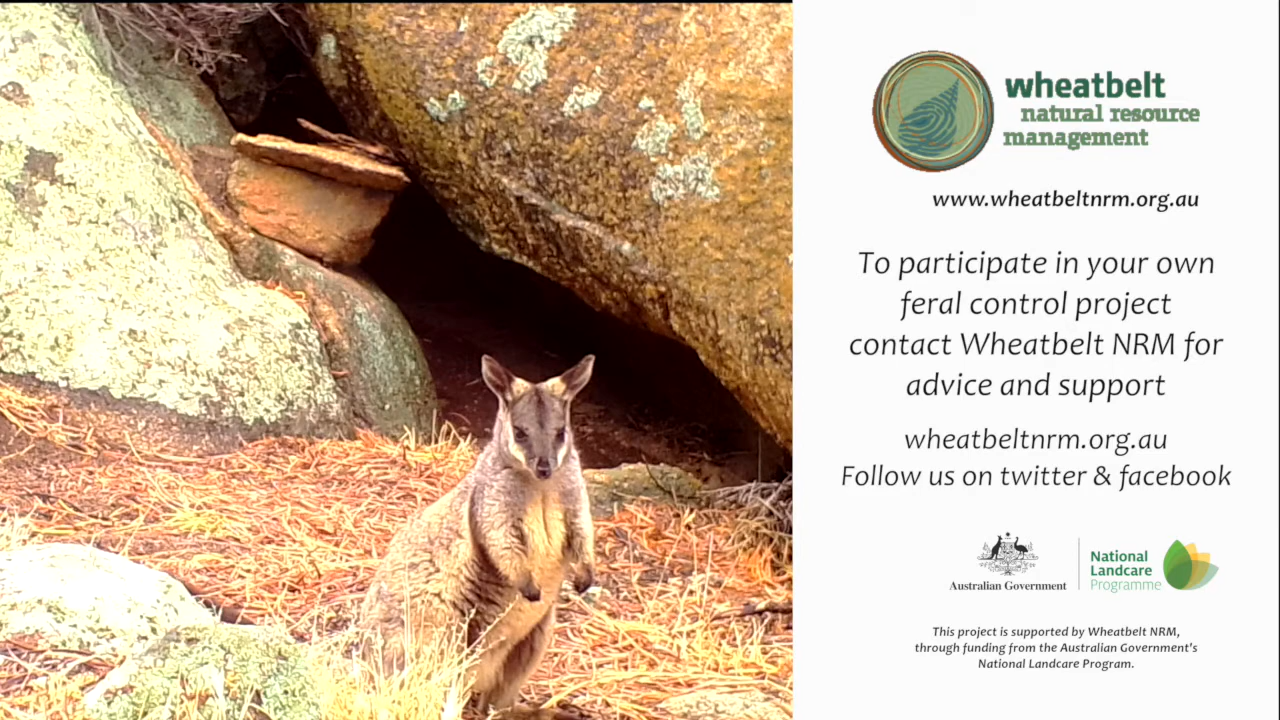 wheatbelt
natural resource
management
www.wheatbeltnrm.org.au
To participate in your own
feral control project
contact Wheatbelt NRM for
advice and support
wheatbeltnrm.org.au
Follow us on twitter & facebook
Australian Government
National
Landcare
Programme
This project is supported by Wheatbelt NRM,
through funding from the Australian Government's
National Landcare Program.